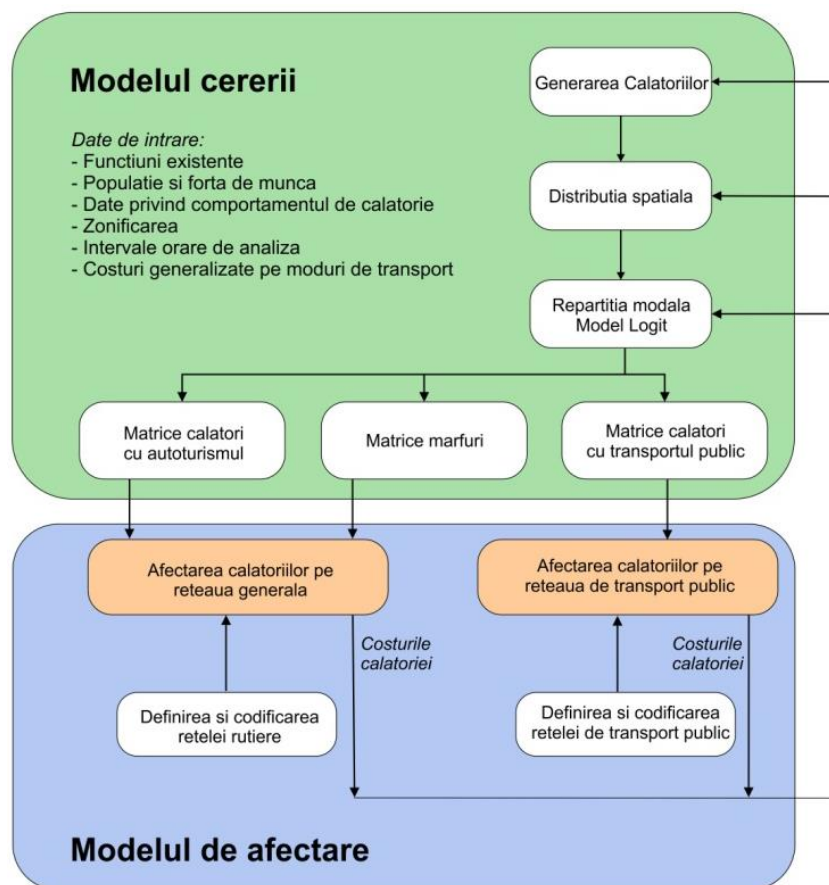 Modelul cererii
Date de intrare:
- Functiuni existente
- Populatie si forta de munca
- Date privind comportamentul de calatorie
- Zonificarea
- Intervale orare de analiza
- Costuri generalizate pe moduri de transport
Generarea Calatoriilor
Distributia spatiala
Repartitia modala
Model Logit
Matrice calatori
cu autoturismul
Matrice marfuri
Matrice calatori
cu transportul public
Afectarea calatoriilor pe
reteaua generala
Afectarea calatoriilor pe
reteaua de transport public
Costurile
calatoriei
Costurile
calatoriei
Definirea si codificarea
retelei rutiere
Definirea si codificarea
retelei de transport public
Modelul de afectare